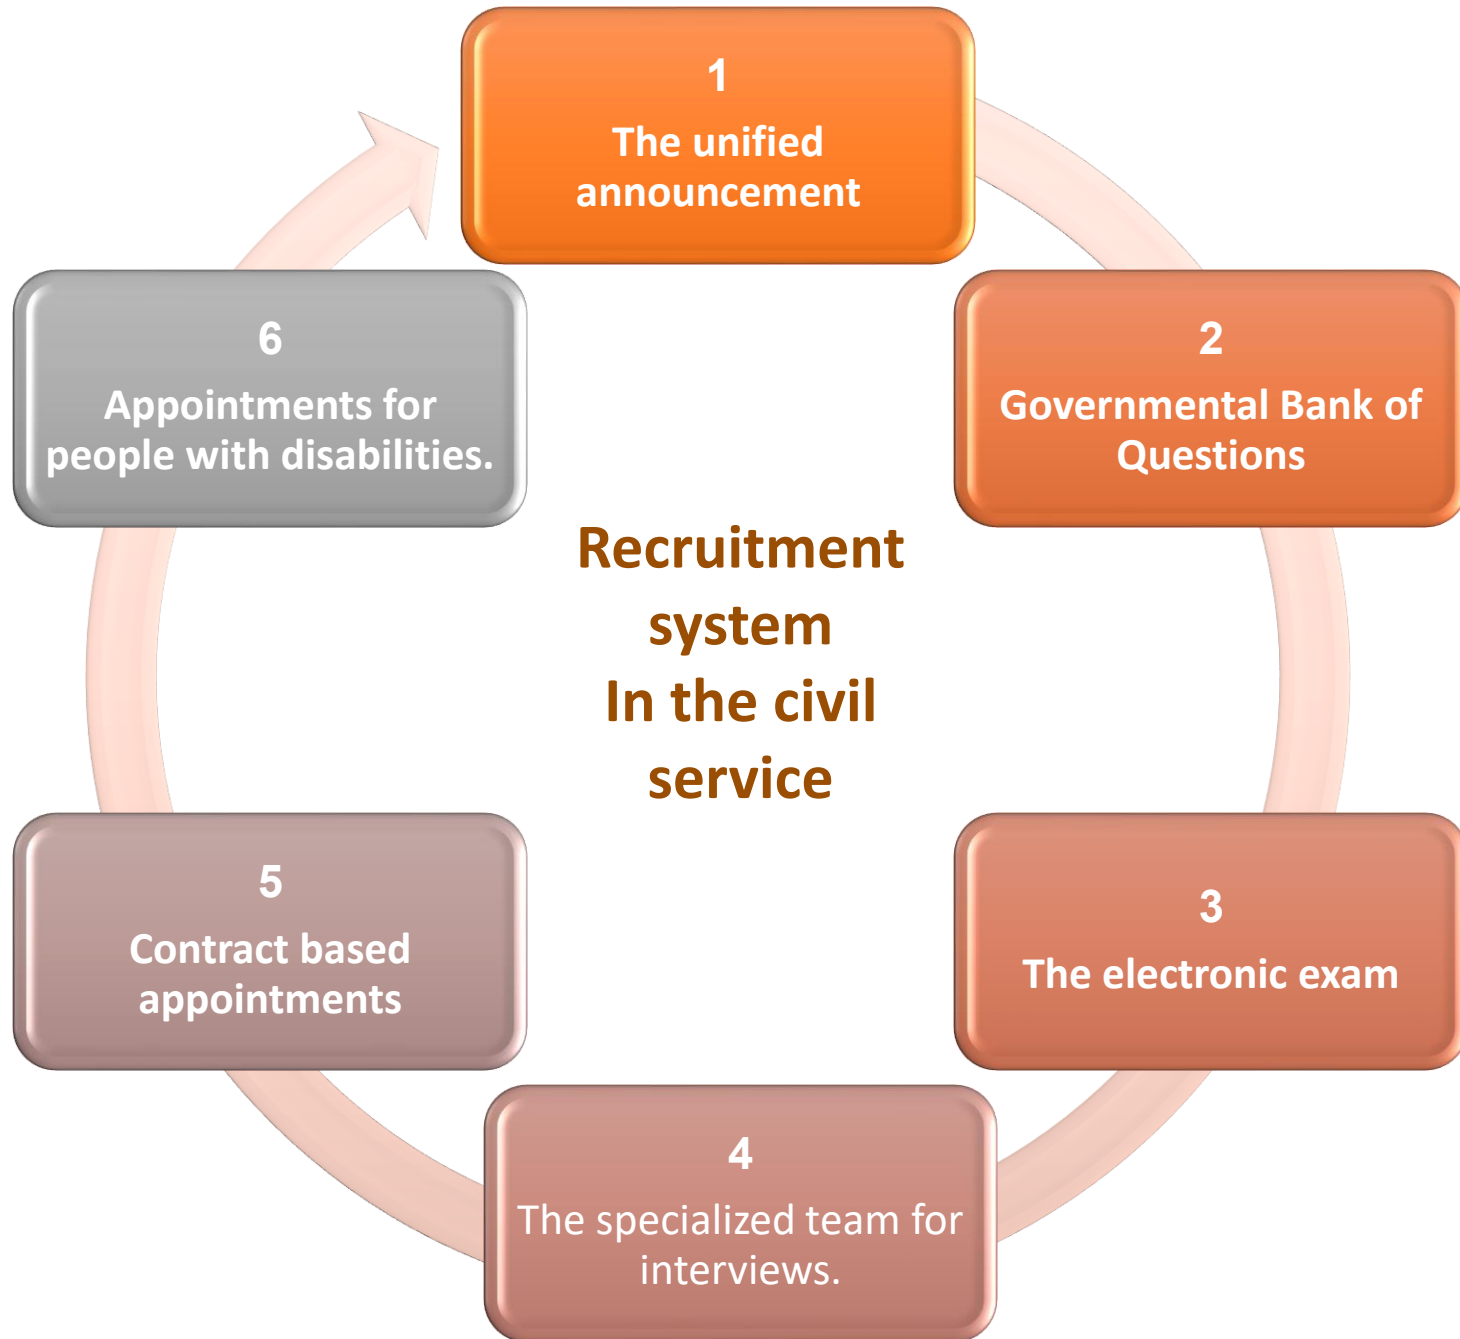 1
The unified
announcement
2
Governmental Bank of
Questions
3
The electronic exam
4
The specialized team for
interviews.
5
Contract based
appointments
6
Appointments for
people with disabilities.
Recruitment
system
In the civil
service